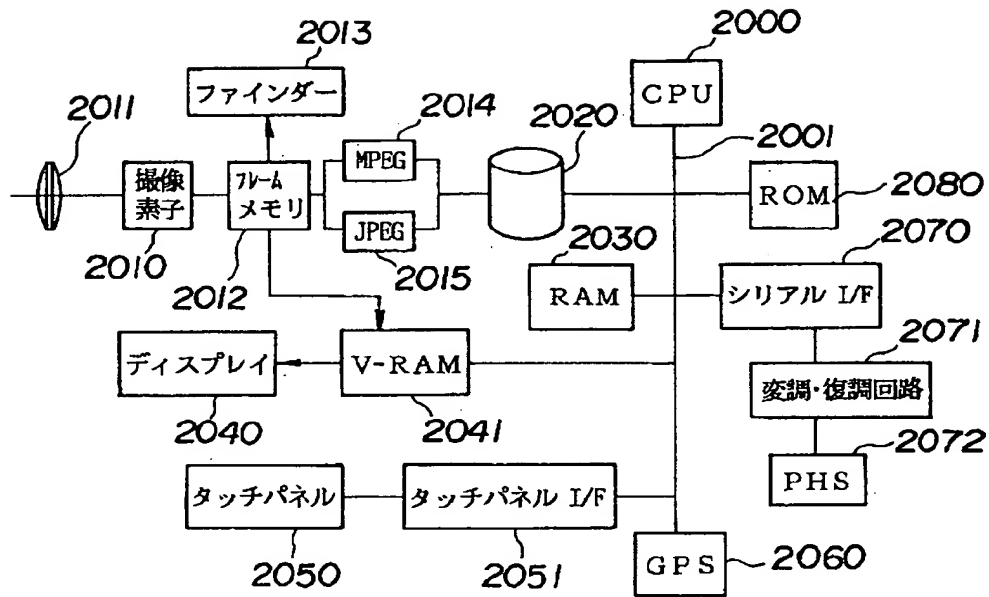 2000
2013
CPU
ファインダー
2011
2014
2020
2001
MPEG
撮像
素子
フレーム
メモリ
ROM
2080
JPEG
2010
2012
2015
2030
2070
RAM
シリアル I/F
2071
ディスプレイ
V-RAM
変調・復調回路
2040
2041
2072
PHS
タッチパネル
タッチパネル I/F
2050
2051
GPS
2060